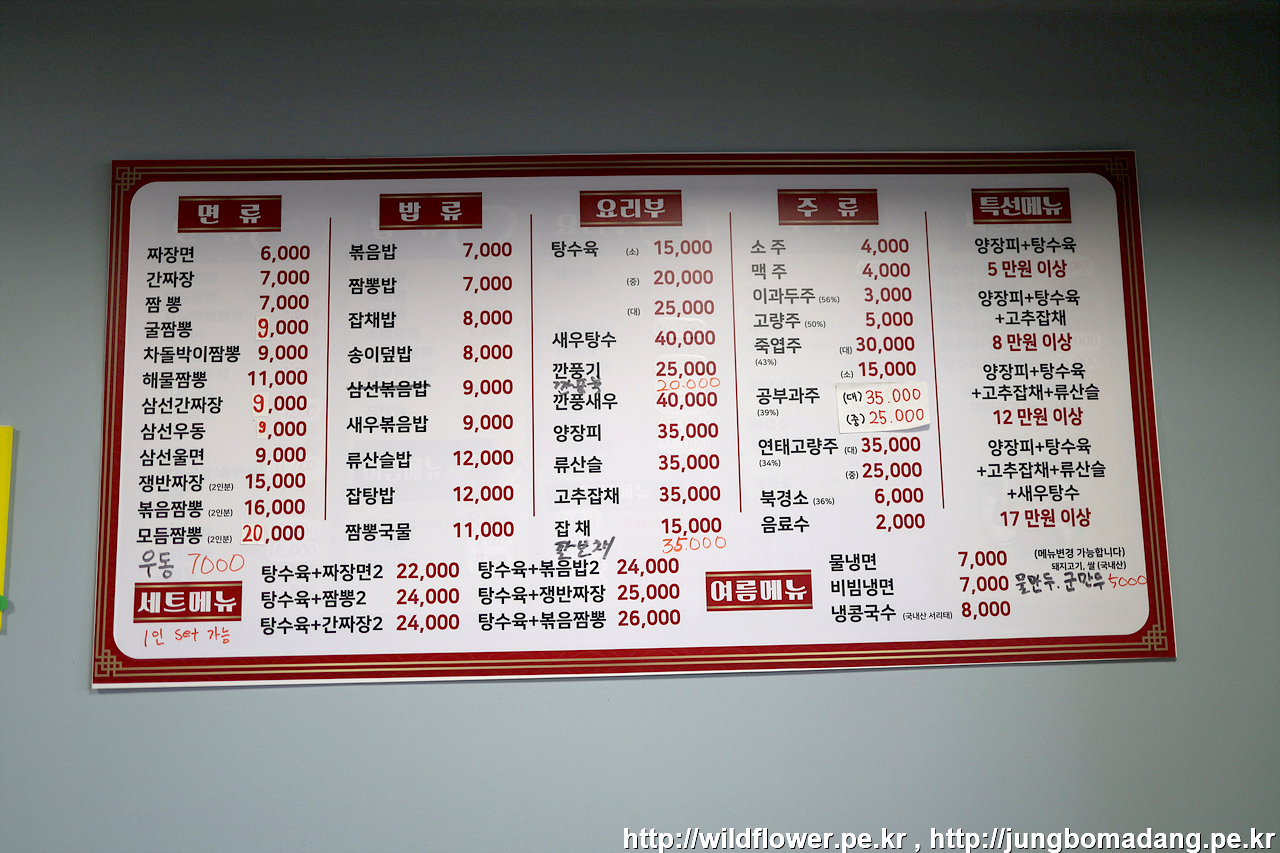 면 류
짜장면 6,000
간짜장 7,000
짬 뽕 7,000
굴짬뽕 9,000
차돌박이짬뽕 9,000
해물짬뽕 11,000
삼선간짜장 9,000
삼선우동 9,000
삼선울면 9,000
쟁반짜장 (2인분) 15,000
볶음짬뽕 (2인분) 16,000
모듬짬뽕 (2인분) 20,000
우동 7000
밥 류
볶음밥 7,000
짬뽕밥 7,000
잡채밥 8,000
송이덮밥 8,000
삼선볶음밥 9,000
새우볶음밥 9,000
류산슬밥 12,000
잡탕밥 12,000
짬뽕국물 11,000
요리부
탕수육 (소) 15,000
(중) 20,000
(대) 25,000
새우탕수 40,000
깐풍기 25,000
20.000
깐풍새우 40,000
양장피 35,000
류산슬 35,000
고추잡채 35,000
잡 채 15,000
팔보채 35.000
주 류
소 주 4,000
맥 주 4,000
이과두주 (56%) 3,000
고량주 (50%) 5,000
죽엽주 (대) 30,000
(43%)
(소) 15,000
공부과주 (대) 35.000
(39%) (중) 25.000
연태고량주 (대) 35,000
(34%)
(중) 25,000
북경소 (36%) 6,000
음료수 2,000
특선메뉴
양장피+탕수육
5 만원 이상
양장피+탕수육
+고추잡채
8 만원 이상
양장피+탕수육
+고추잡채+류산슬
12 만원 이상
양장피+탕수육
+고추잡채+류산슬
+새우탕수
17 만원 이상
(메뉴변경 가능합니다)
돼지고기, 쌀 (국내산)
물만두.군만두 5000
세트메뉴
1인 set 가능
탕수육+짜장면2 22,000
탕수육+짬뽕2 24,000
탕수육+간짜장2 24,000
탕수육+볶음밥2 24,000
탕수육+쟁반짜장 25,000
탕수육+볶음짬뽕 26,000
여름메뉴
물냉면 7,000
비빔냉면 7,000
냉콩국수 (국내산 서리태) 8,000
http://wildflower.pe.kr , http://jungbomadang.pe.kr